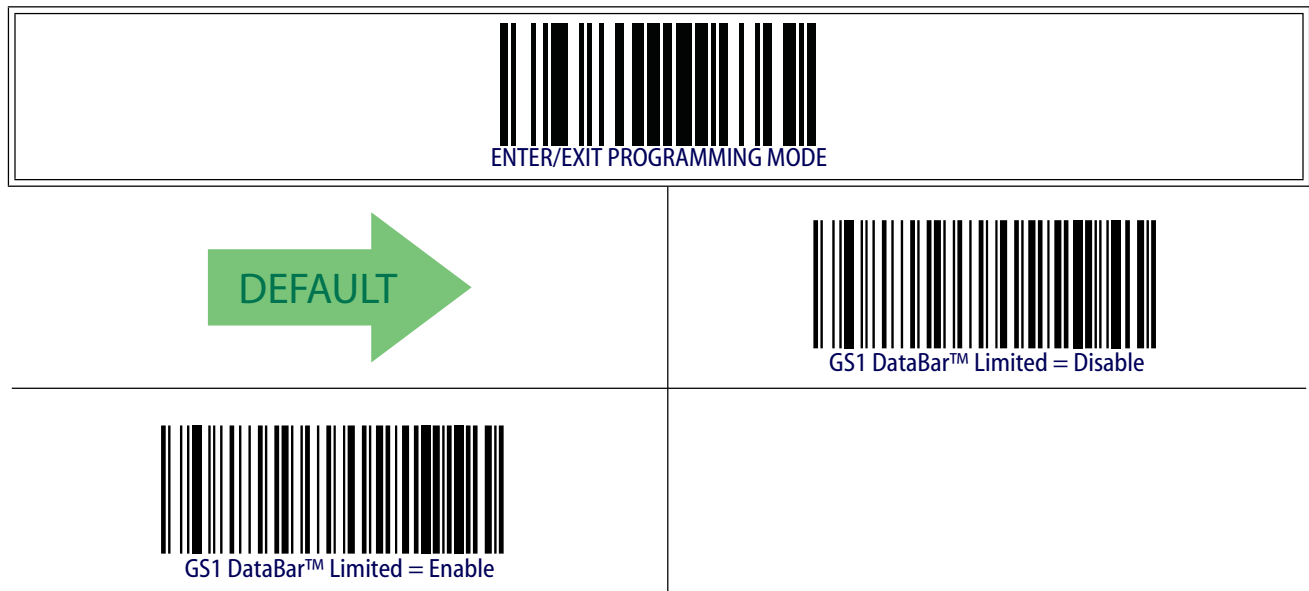 ENTER/EXIT PROGRAMMING MODE
DEFAULT
GS1 DataBar™ Limited = Disable
GS1 DataBar™ Limited = Enable